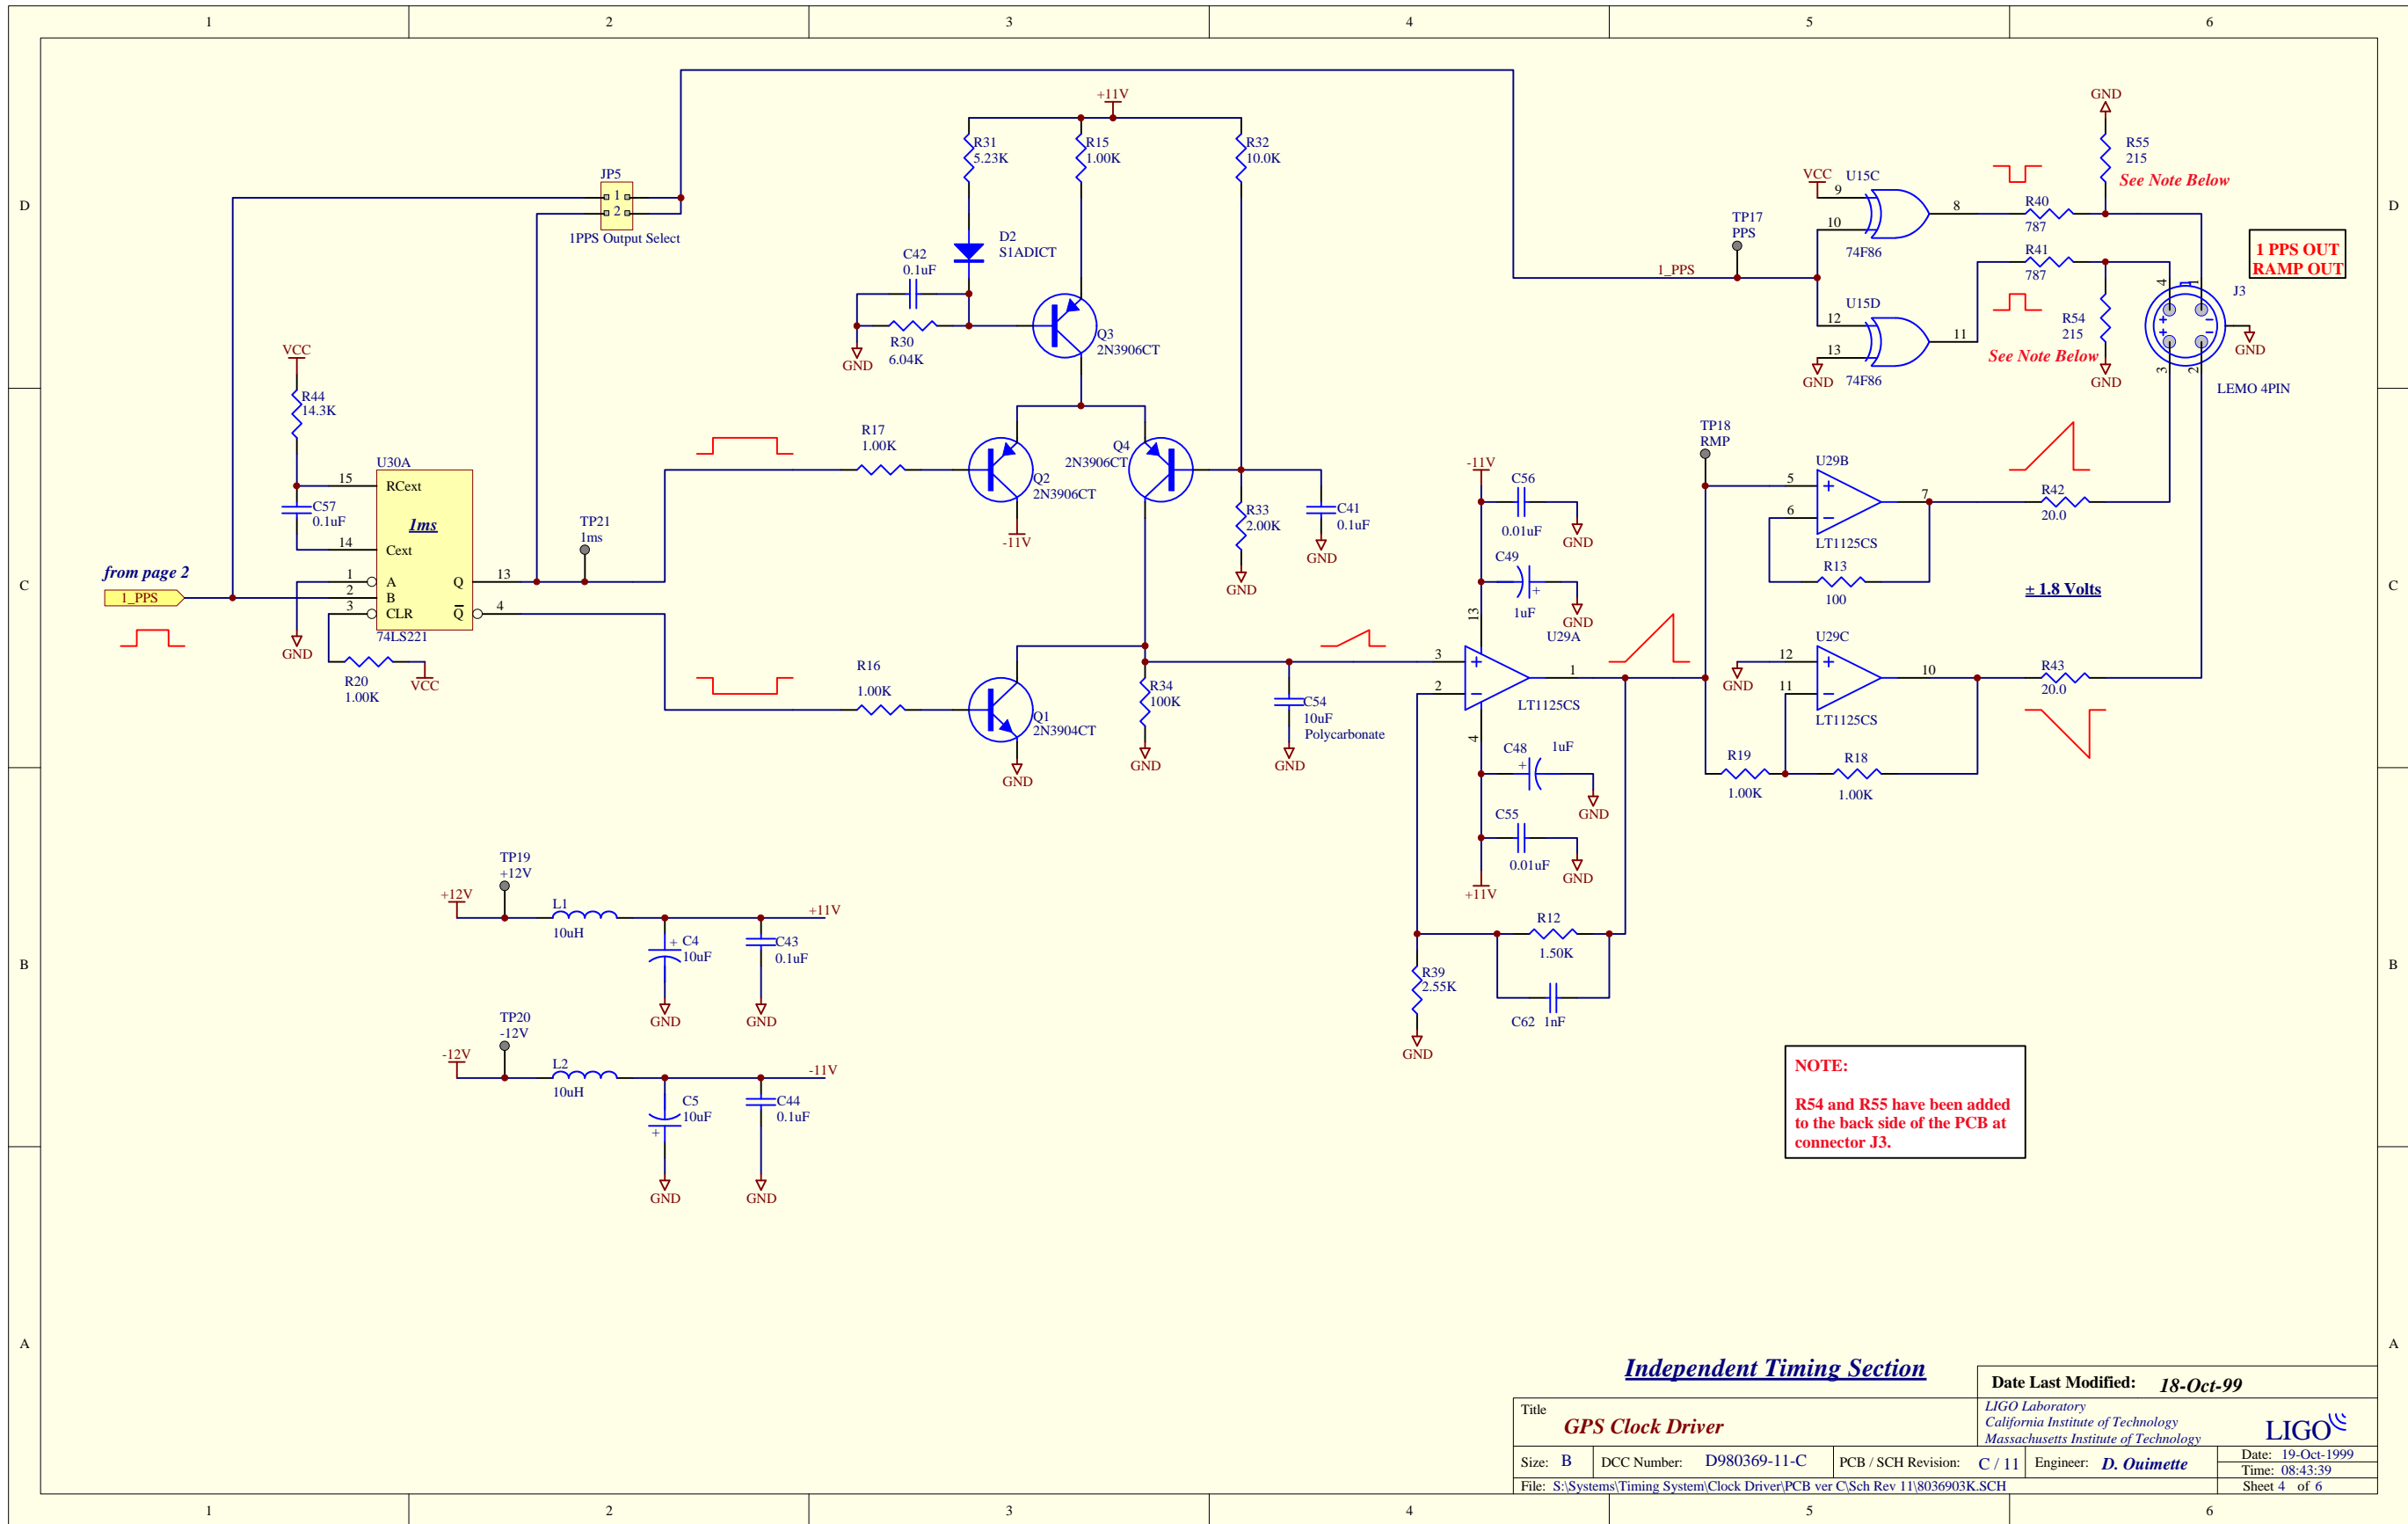 1 2 3 4 5 6
D
+11V
R31
5.23K
R15
1.00K
R32
10.0K
JP5
1
2
1PPS Output Select
D2
S1ADICT
C42
0.1uF
R30
6.04K
GND
Q3
2N3906CT
VCC
9
U15C
10
8
74F86
TP17
PPS
1_PPS
U15D
12
13
11
74F86
GND
R40
787
R41
787
GND
R55
215
See Note Below
R54
215
See Note Below
GND
1 PPS OUT
RAMP OUT
J3
4
1
3
2
+
+
−
−
GND
LEMO 4PIN
D
VCC
R44
14.3K
C57
0.1uF
U30A
15
RCext
1ms
14
Cext
1
A
2
B
3
CLR
Q
13
Q
4
74LS221
from page 2
1_PPS
GND
R20
1.00K
VCC
TP21
1ms
R17
1.00K
Q2
2N3906CT
-11V
Q4
2N3906CT
R33
2.00K
GND
C41
0.1uF
GND
R16
1.00K
Q1
2N3904CT
GND
R34
100K
GND
C54
10uF
Polycarbonate
GND
-11V
C56
0.01uF
GND
C49
+
1uF
GND
13
U29A
3
+
2
−
1
LT1125CS
4
C48
1uF
+
GND
C55
0.01uF
GND
+11V
TP18
RMP
U29B
5
+
6
−
7
LT1125CS
R13
100
R42
20.0
± 1.8 Volts
U29C
12
+
11
−
10
GND
LT1125CS
R43
20.0
R19
1.00K
R18
1.00K
C
C
TP19
+12V
+12V
L1
10uH
+11V
+
C4
10uF
C43
0.1uF
GND
GND
TP20
-12V
-12V
L2
10uH
-11V
C5
10uF
+
C44
0.1uF
GND
GND
R12
1.50K
C62 1nF
R39
2.55K
GND
B
B
NOTE:
R54 and R55 have been added
to the back side of the PCB at
connector J3.
A
A
Independent Timing Section
Date Last Modified: 18-Oct-99
Title
GPS Clock Driver
LIGO Laboratory
California Institute of Technology
Massachusetts Institute of Technology
LIGO
Size: B
DCC Number: D980369-11-C
PCB / SCH Revision: C / 11
Engineer: D. Ouimette
Date: 19-Oct-1999
Time: 08:43:39
File: S:\Systems\Timing System\Clock Driver\PCB ver C\Sch Rev 11\8036903K.SCH
Sheet 4 of 6
1 2 3 4 5 6